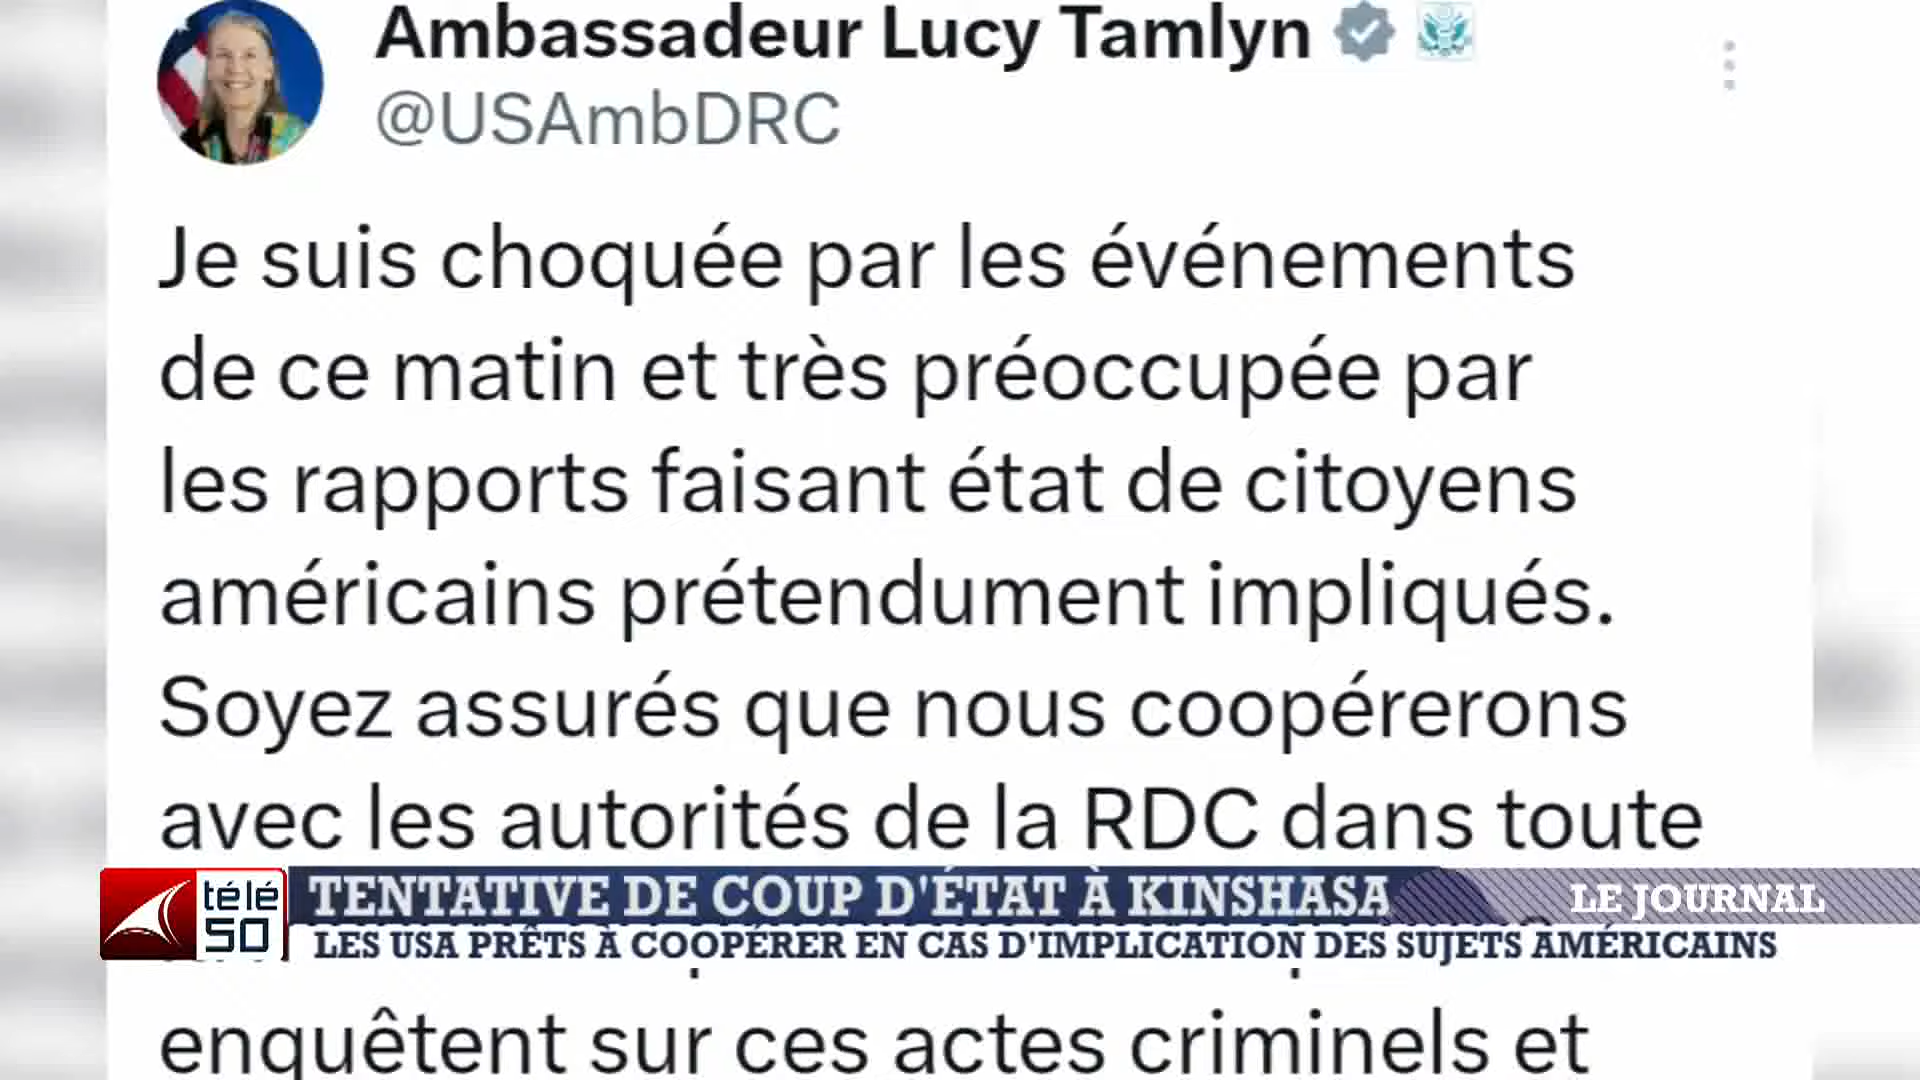 Ambassadeur Lucy Tamlyn
@USAmbDRC
Je suis choquée par les événements
de ce matin et très préoccupée par
les rapports faisant état de citoyens
américains prétendument impliqués.
Soyez assurés que nous coopérerons
avec les autorités de la RDC dans toute
télé
50
TENTATIVE DE COUP D'ÉTAT À KINSHASA
LE JOURNAL
LES USA PRÊTS À COOPÉRER EN CAS D'IMPLICATION DES SUJETS AMÉRICAINS
enquêtent sur ces actes criminels et